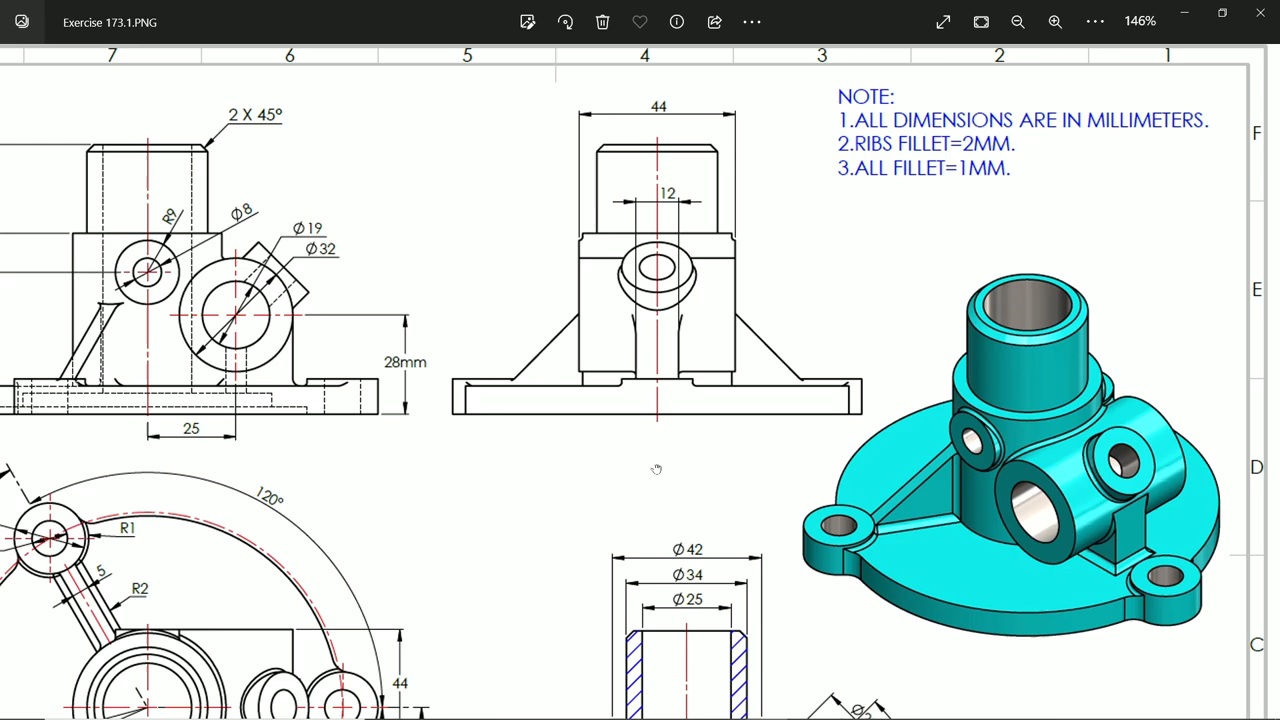 Exercise 173.1.PNG
146%
7 6 5 4 3 2 1
F
E
D
C
NOTE:
1.ALL DIMENSIONS ARE IN MILLIMETERS.
2.RIBS FILLET=2MM.
3.ALL FILLET=1MM.
2 X 45°
R9
Ø8
Ø19
Ø32
28mm
25
44
12
120°
R1
5
R2
44
Ø42
Ø34
Ø25